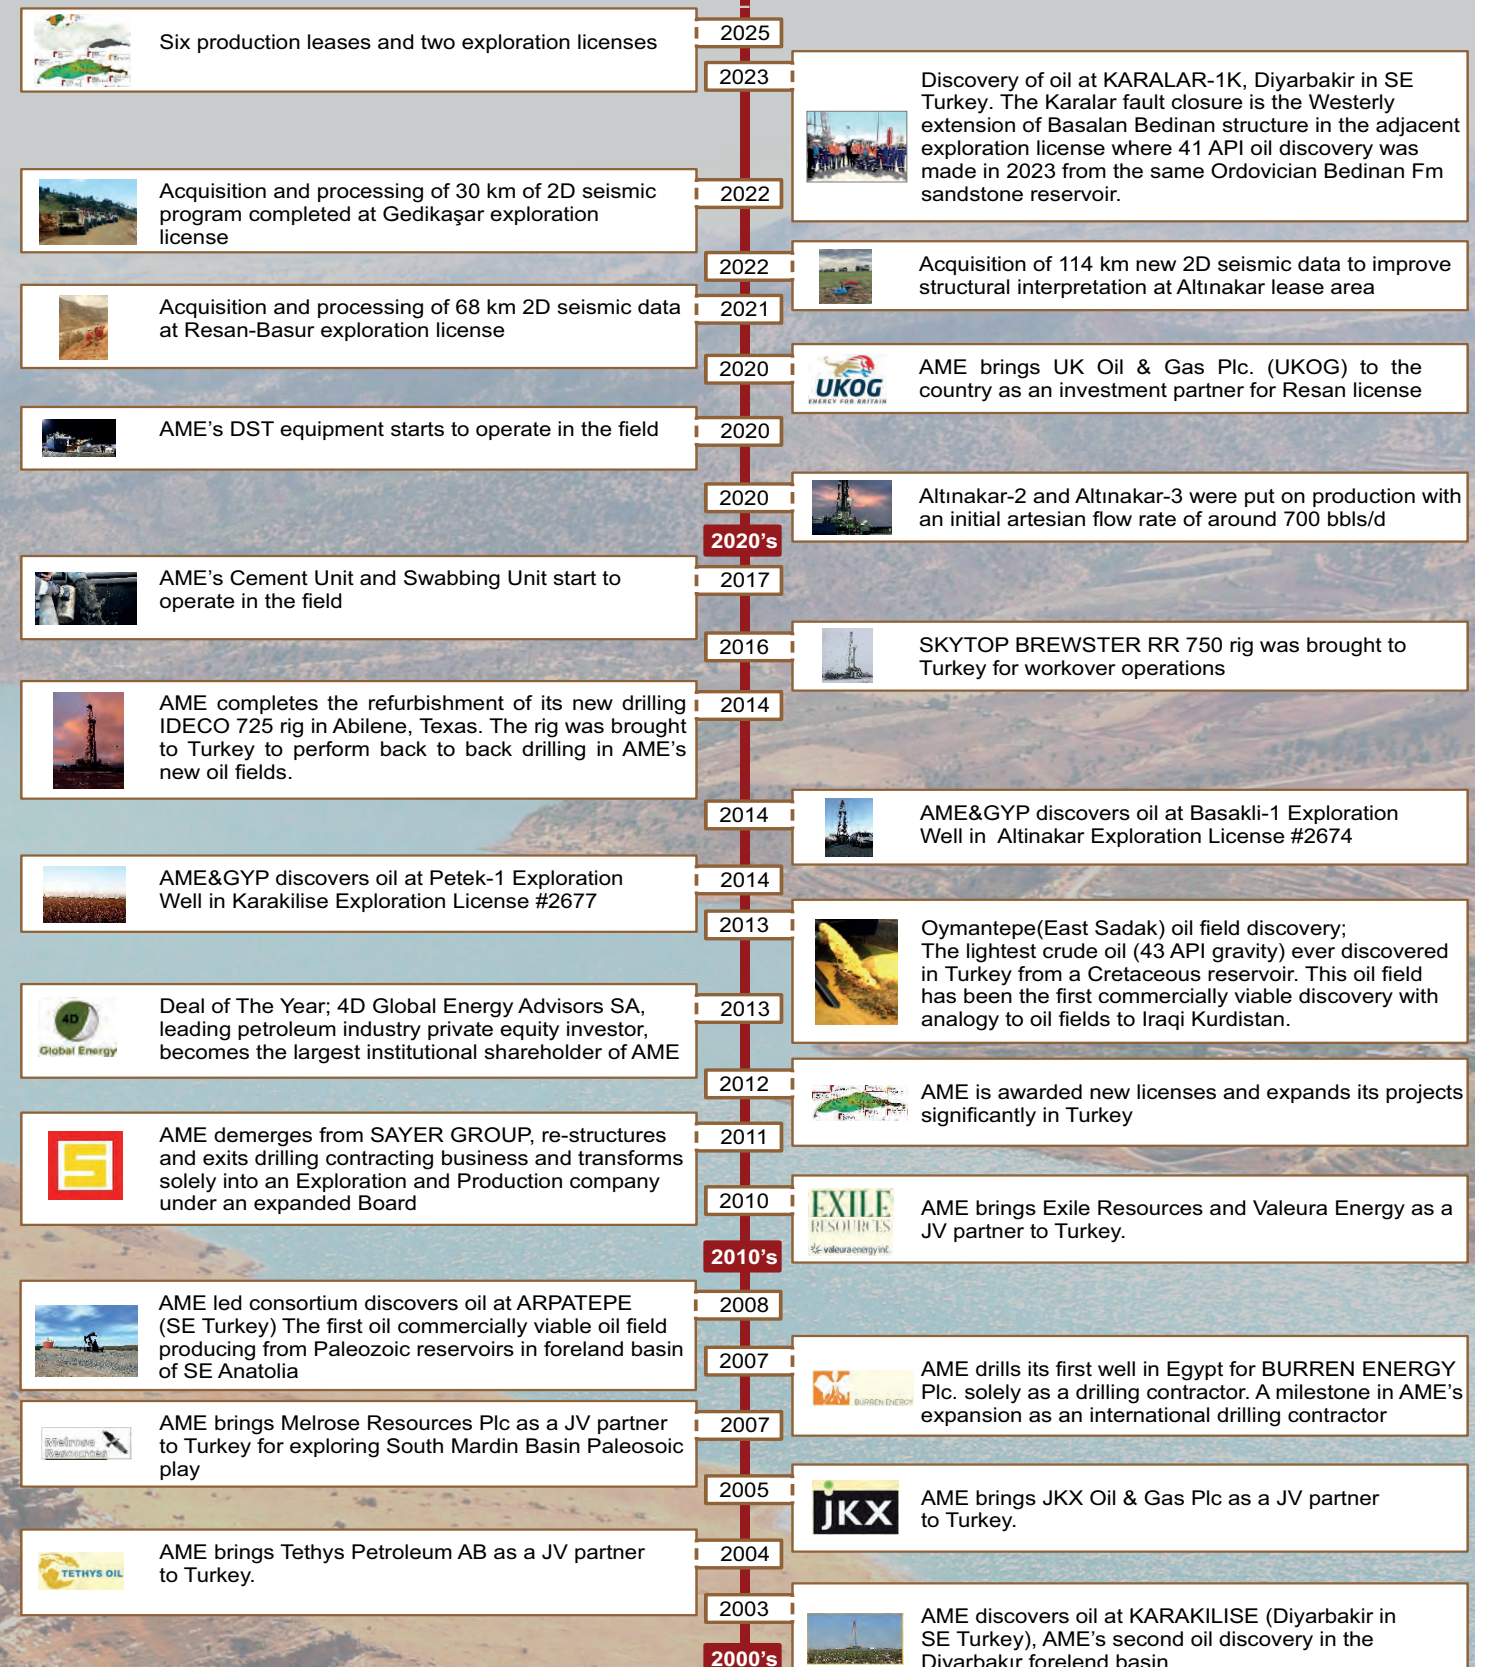 2025
Six production leases and two exploration licenses
2023
Discovery of oil at KARALAR-1K, Diyarbakir in SE
Turkey. The Karalar fault closure is the Westerly
extension of Basalan Bedinan structure in the adjacent
exploration license where 41 API oil discovery was
made in 2023 from the same Ordovician Bedinan Fm
sandstone reservoir.
2022
Acquisition and processing of 30 km of 2D seismic
program completed at Gedikaşar exploration
license
2022
Acquisition of 114 km new 2D seismic data to improve
structural interpretation at Altınakar lease area
2021
Acquisition and processing of 68 km 2D seismic data
at Resan-Basur exploration license
2020
UKOG
ENERGY FOR BRITAIN
AME brings UK Oil & Gas Plc. (UKOG) to the
country as an investment partner for Resan license
2020
AME's DST equipment starts to operate in the field
2020
Altınakar-2 and Altınakar-3 were put on production with
an initial artesian flow rate of around 700 bbls/d
2020's
2017
AME's Cement Unit and Swabbing Unit start to
operate in the field
2016
SKYTOP BREWSTER RR 750 rig was brought to
Turkey for workover operations
2014
AME completes the refurbishment of its new drilling
IDECO 725 rig in Abilene, Texas. The rig was brought
to Turkey to perform back to back drilling in AME's
new oil fields.
2014
AME&GYP discovers oil at Basakli-1 Exploration
Well in Altinakar Exploration License #2674
2014
AME&GYP discovers oil at Petek-1 Exploration
Well in Karakilise Exploration License #2677
2013
Oymantepe(East Sadak) oil field discovery;
The lightest crude oil (43 API gravity) ever discovered
in Turkey from a Cretaceous reservoir. This oil field
has been the first commercially viable discovery with
analogy to oil fields to Iraqi Kurdistan.
2013
4D
Global Energy
Deal of The Year; 4D Global Energy Advisors SA,
leading petroleum industry private equity investor,
becomes the largest institutional shareholder of AME
2012
AME is awarded new licenses and expands its projects
significantly in Turkey
2011
S
AME demerges from SAYER GROUP, re-structures
and exits drilling contracting business and transforms
solely into an Exploration and Production company
under an expanded Board
2010
EXILE
RESOURCES
valeura energy inc.
AME brings Exile Resources and Valeura Energy as a
JV partner to Turkey.
2010's
2008
AME led consortium discovers oil at ARPATEPE
(SE Turkey) The first oil commercially viable oil field
producing from Paleozoic reservoirs in foreland basin
of SE Anatolia
2007
BURREN ENERGY
AME drills its first well in Egypt for BURREN ENERGY
Plc. solely as a drilling contractor. A milestone in AME's
expansion as an international drilling contractor
2007
Melrose
Resources
AME brings Melrose Resources Plc as a JV partner
to Turkey for exploring South Mardin Basin Paleosoic
play
2005
JKX
AME brings JKX Oil & Gas Plc as a JV partner
to Turkey.
2004
TETHYS OIL
AME brings Tethys Petroleum AB as a JV partner
to Turkey.
2003
AME discovers oil at KARAKILISE (Diyarbakir in
SE Turkey), AME's second oil discovery in the
Diyarbakır forelend basin
2000's